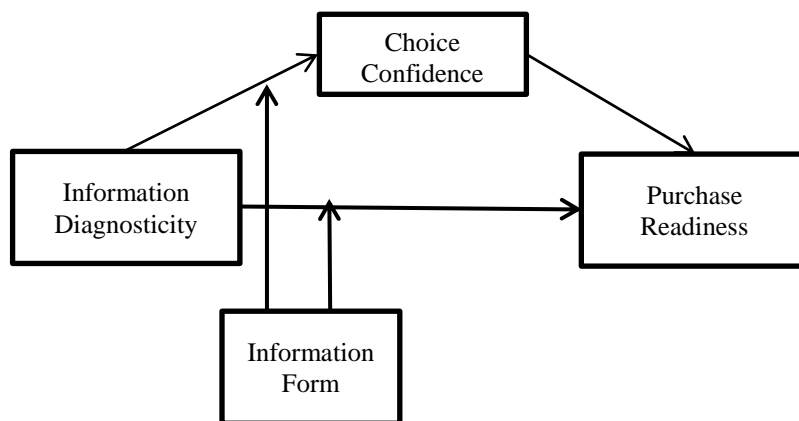 Choice
Confidence
Information
Diagnosticity
Purchase
Readiness
Information
Form